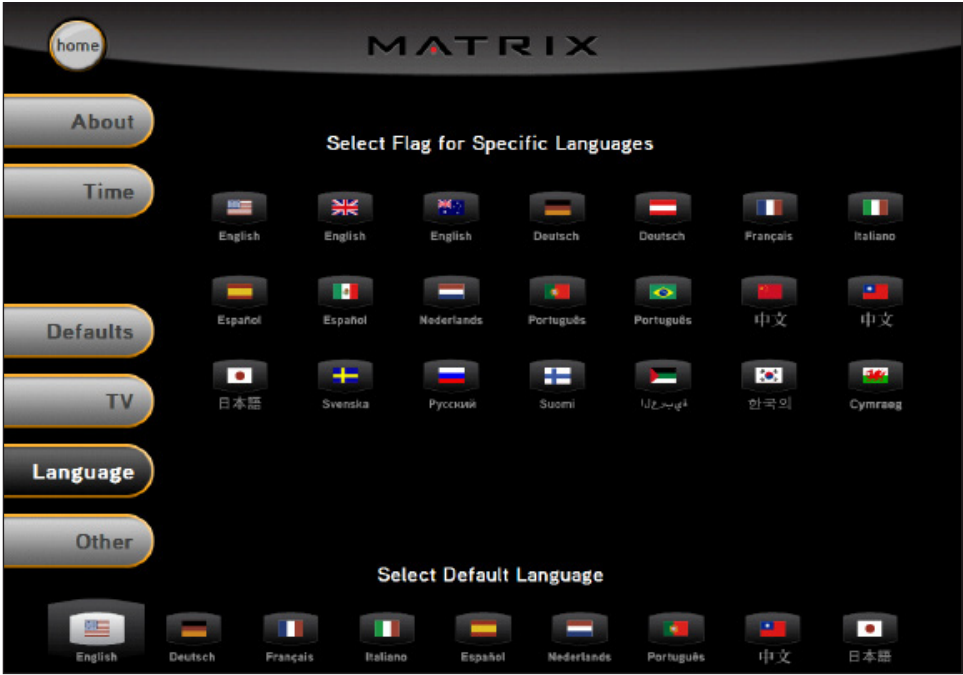 home
MATRIX
About
Time
Defaults
TV
Language
Other
Select Flag for Specific Languages
English English English Deutsch Deutsch Français Italiano
Español Español Nederlands Português Português 中文 中文
日本語 Svenska Русский Suomi ةيبرعلا 한국의 Cymraeg
Select Default Language
English Deutsch Français Italiano Español Nederlands Português 中文 日本語